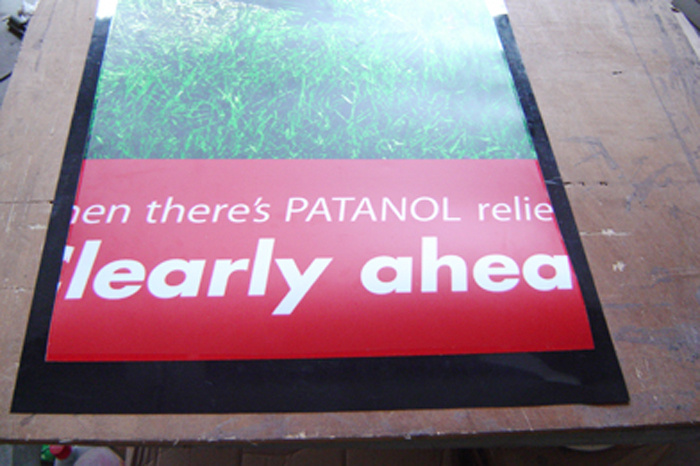 hen there's PATANOL relie
Clearly ahea